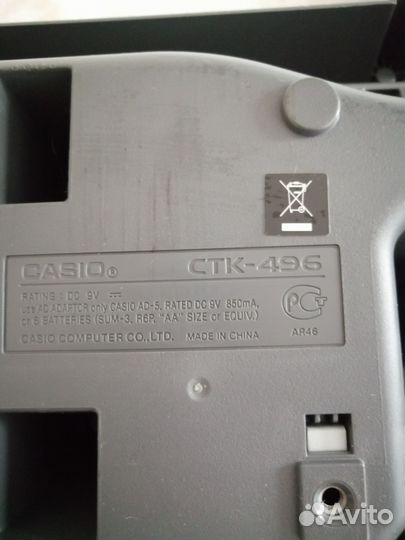 CASIO® CTK-496
RATING : DC 9V ⎓
use AC ADAPTOR only CASIO AD-5, RATED DC 9V 850mA,
or 6 BATTERIES (SUM-3, R6P, "AA" SIZE or EQUIV.)
CASIO COMPUTER CO.,LTD. MADE IN CHINA
АЯ46
Avito